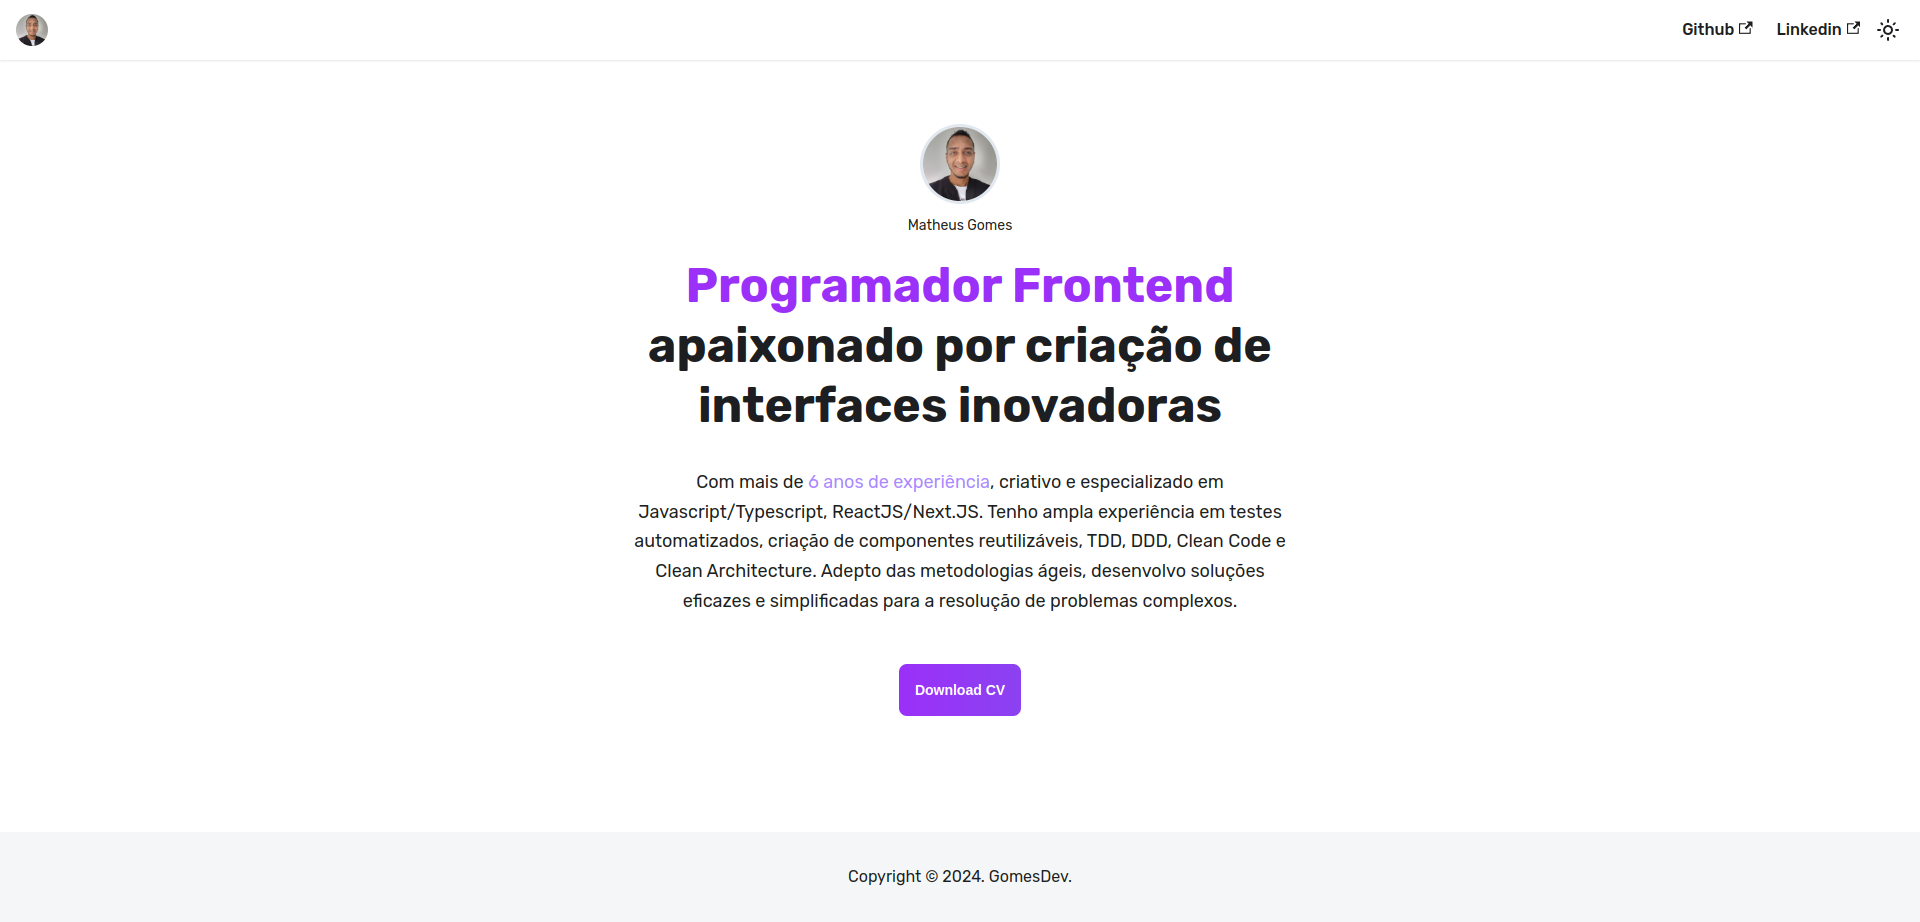 Github
Linkedin
Matheus Gomes
Programador Frontend
apaixonado por criação de
interfaces inovadoras
Com mais de 6 anos de experiência, criativo e especializado em
Javascript/Typescript, ReactJS/Next.JS. Tenho ampla experiência em testes
automatizados, criação de componentes reutilizáveis, TDD, DDD, Clean Code e
Clean Architecture. Adepto das metodologias ágeis, desenvolvo soluções
eficazes e simplificadas para a resolução de problemas complexos.
Download CV
Copyright © 2024. GomesDev.